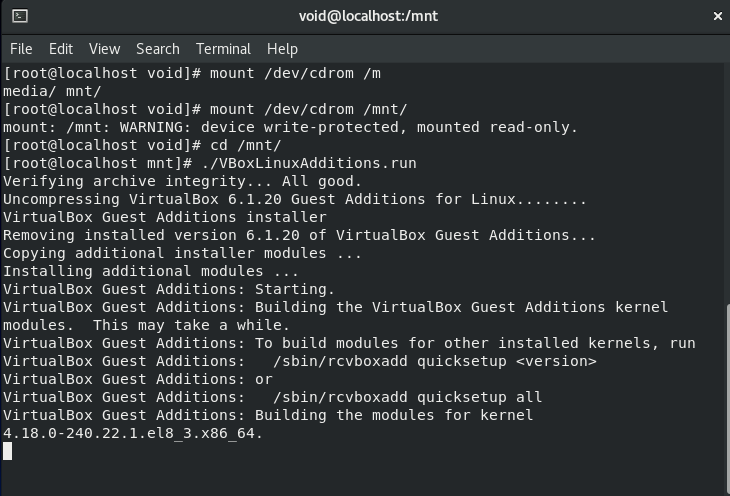 void@localhost:/mnt
File Edit View Search Terminal Help
[root@localhost void]# mount /dev/cdrom /m
media/ mnt/
[root@localhost void]# mount /dev/cdrom /mnt/
mount: /mnt: WARNING: device write-protected, mounted read-only.
[root@localhost void]# cd /mnt/
[root@localhost mnt]# ./VBoxLinuxAdditions.run
Verifying archive integrity... All good.
Uncompressing VirtualBox 6.1.20 Guest Additions for Linux........
VirtualBox Guest Additions installer
Removing installed version 6.1.20 of VirtualBox Guest Additions...
Copying additional installer modules ...
Installing additional modules ...
VirtualBox Guest Additions: Starting.
VirtualBox Guest Additions: Building the VirtualBox Guest Additions kernel
modules.  This may take a while.
VirtualBox Guest Additions: To build modules for other installed kernels, run
VirtualBox Guest Additions:   /sbin/rcvboxadd quicksetup <version>
VirtualBox Guest Additions: or
VirtualBox Guest Additions:   /sbin/rcvboxadd quicksetup all
VirtualBox Guest Additions: Building the modules for kernel
4.18.0-240.22.1.el8_3.x86_64.